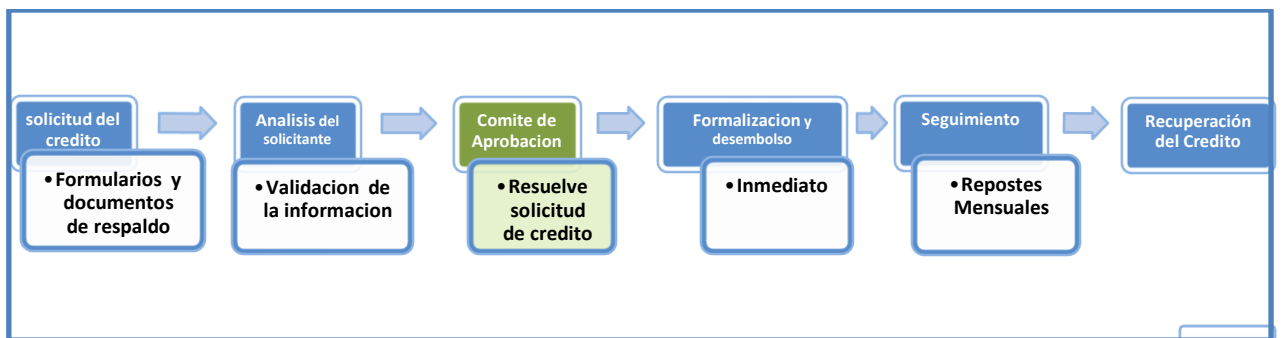 solicitud del
credito
• Formularios y
documentos
de respaldo
Analisis del
solicitante
• Validacion de
la informacion
Comite de
Aprobacion
• Resuelve
solicitud
de credito
Formalizacion y
desembolso
• Inmediato
Seguimiento
• Repostes
Mensuales
Recuperación
del Credito